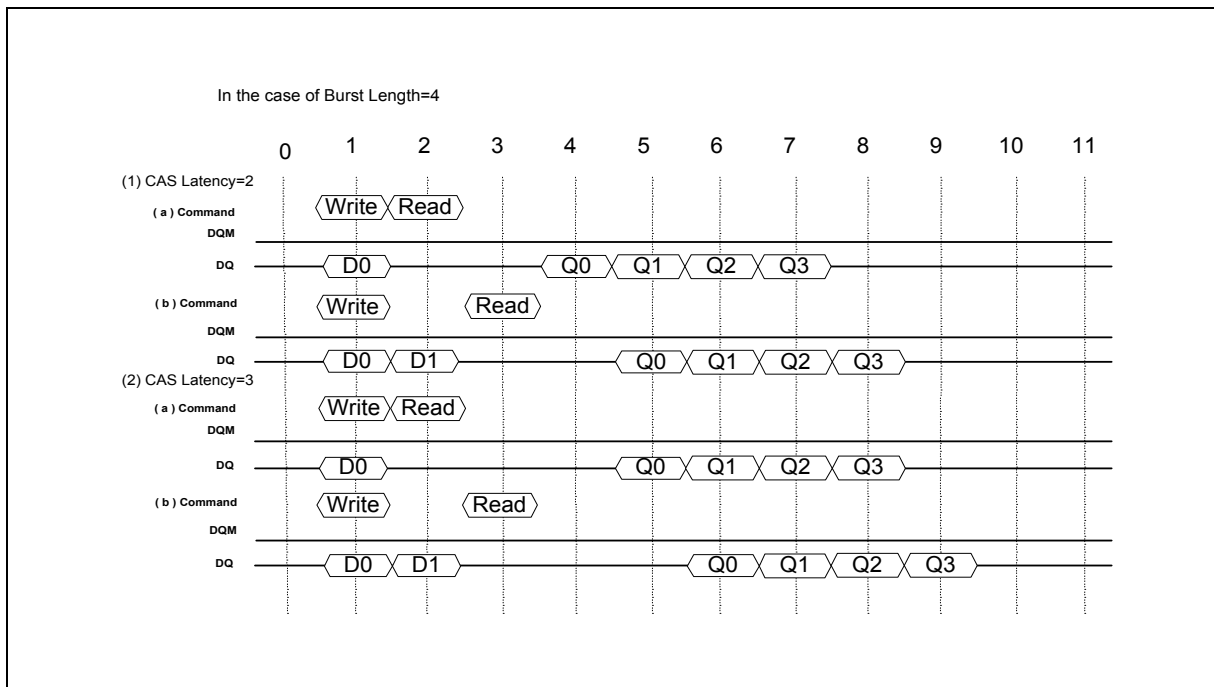 In the case of Burst Length=4
0 1 2 3 4 5 6 7 8 9 10 11
(1) CAS Latency=2
( a ) Command Write Read
DQM
DQ D0 Q0 Q1 Q2 Q3
( b ) Command Write Read
DQM
DQ D0 D1 Q0 Q1 Q2 Q3
(2) CAS Latency=3
( a ) Command Write Read
DQM
DQ D0 Q0 Q1 Q2 Q3
( b ) Command Write Read
DQM
DQ D0 D1 Q0 Q1 Q2 Q3